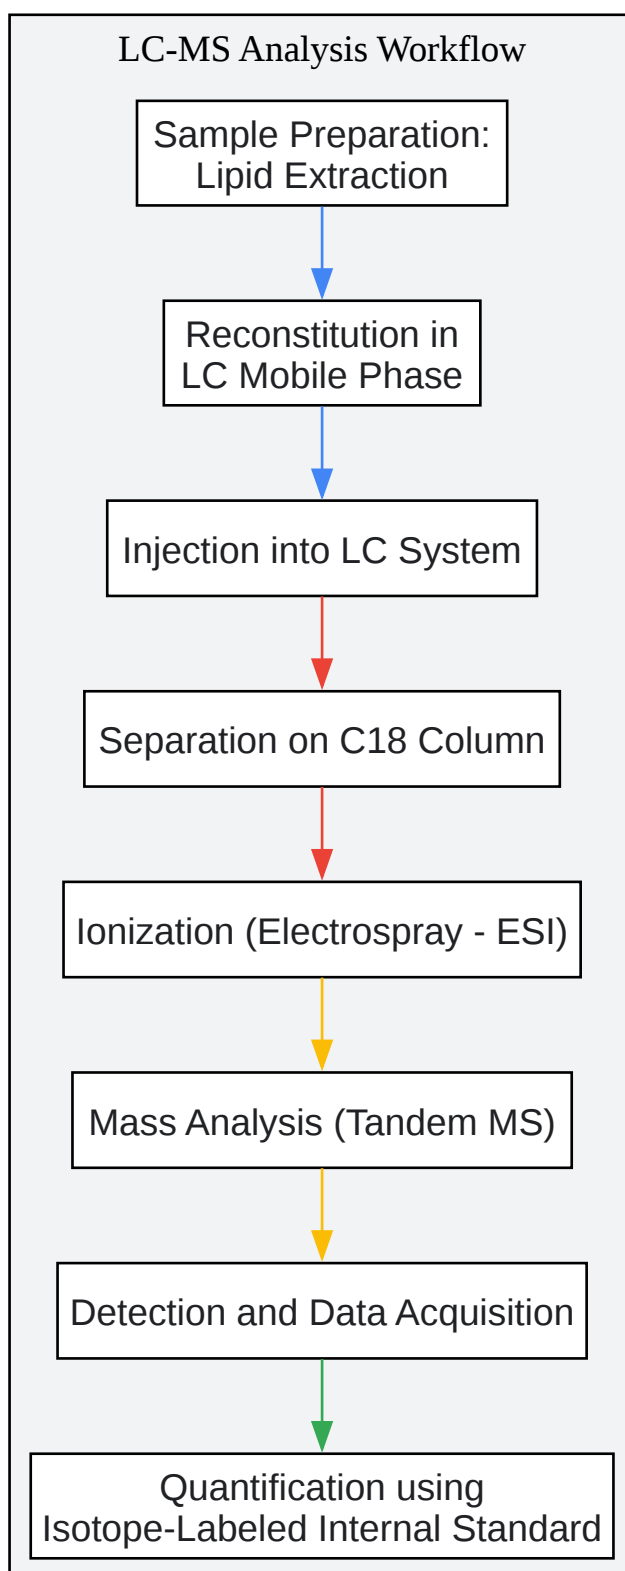 LC-MS Analysis Workflow
Sample Preparation:
Lipid Extraction
Reconstitution in
LC Mobile Phase
Injection into LC System
Separation on C18 Column
Ionization (Electrospray - ESI)
Mass Analysis (Tandem MS)
Detection and Data Acquisition
Quantification using
Isotope-Labeled Internal Standard